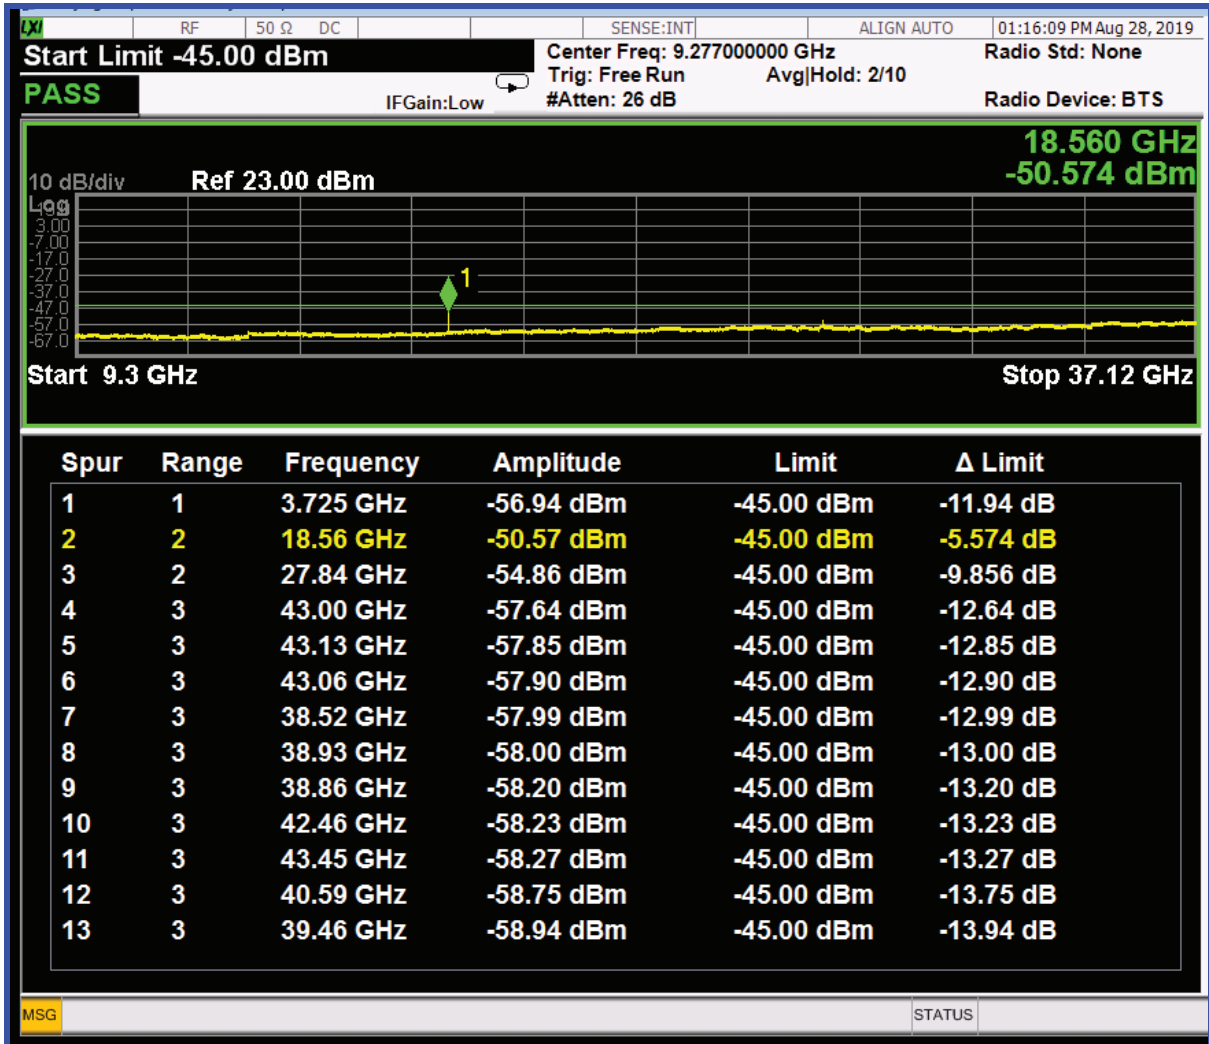 LXI RF 50 Ω DC SENSE:INT ALIGN AUTO 01:16:09 PM Aug 28, 2019
Start Limit -45.00 dBm
Center Freq: 9.277000000 GHz
Radio Std: None
Trig: Free Run Avg|Hold: 2/10
PASS
IFGain:Low
#Atten: 26 dB
Radio Device: BTS
18.560 GHz
-50.574 dBm
10 dB/div Ref 23.00 dBm
Log
3.00
-7.00
-17.0
-27.0
-37.0
-47.0
-57.0
-67.0
1
Start 9.3 GHz Stop 37.12 GHz
Spur Range Frequency Amplitude Limit Δ Limit
1 1 3.725 GHz -56.94 dBm -45.00 dBm -11.94 dB
2 2 18.56 GHz -50.57 dBm -45.00 dBm -5.574 dB
3 2 27.84 GHz -54.86 dBm -45.00 dBm -9.856 dB
4 3 43.00 GHz -57.64 dBm -45.00 dBm -12.64 dB
5 3 43.13 GHz -57.85 dBm -45.00 dBm -12.85 dB
6 3 43.06 GHz -57.90 dBm -45.00 dBm -12.90 dB
7 3 38.52 GHz -57.99 dBm -45.00 dBm -12.99 dB
8 3 38.93 GHz -58.00 dBm -45.00 dBm -13.00 dB
9 3 38.86 GHz -58.20 dBm -45.00 dBm -13.20 dB
10 3 42.46 GHz -58.23 dBm -45.00 dBm -13.23 dB
11 3 43.45 GHz -58.27 dBm -45.00 dBm -13.27 dB
12 3 40.59 GHz -58.75 dBm -45.00 dBm -13.75 dB
13 3 39.46 GHz -58.94 dBm -45.00 dBm -13.94 dB
MSG STATUS